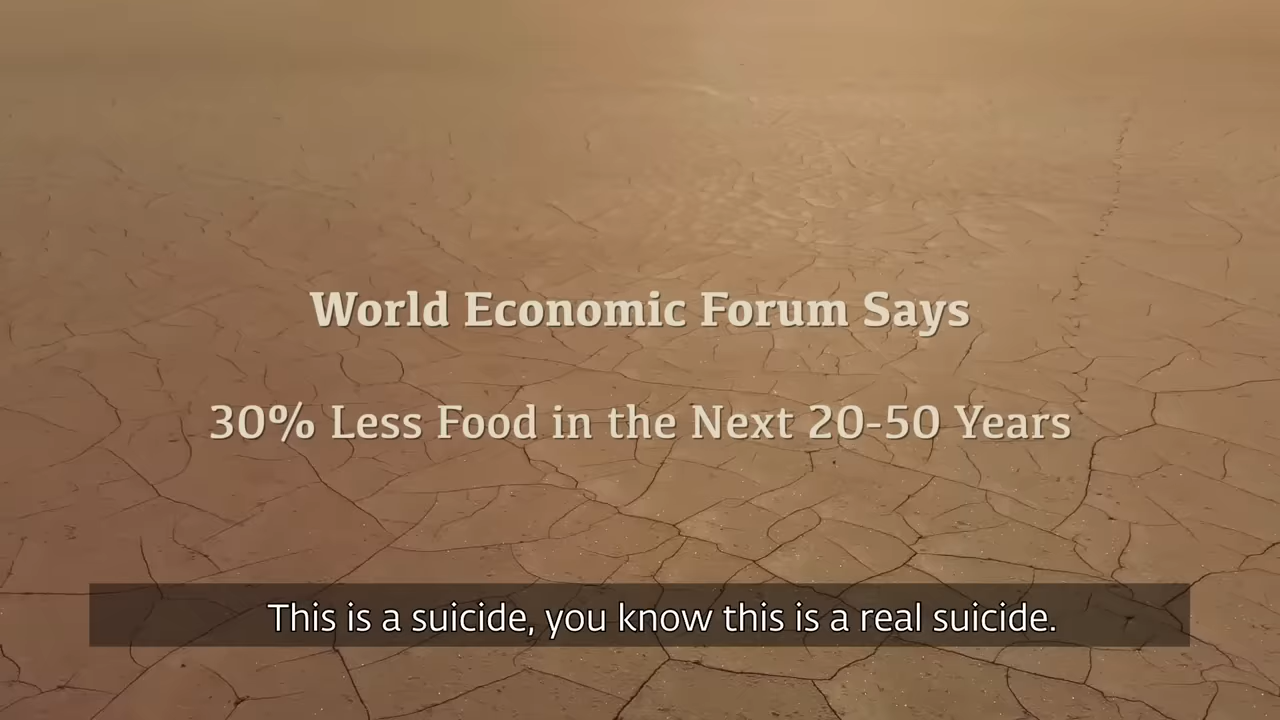 World Economic Forum Says
30% Less Food in the Next 20-50 Years
This is a suicide, you know this is a real suicide.